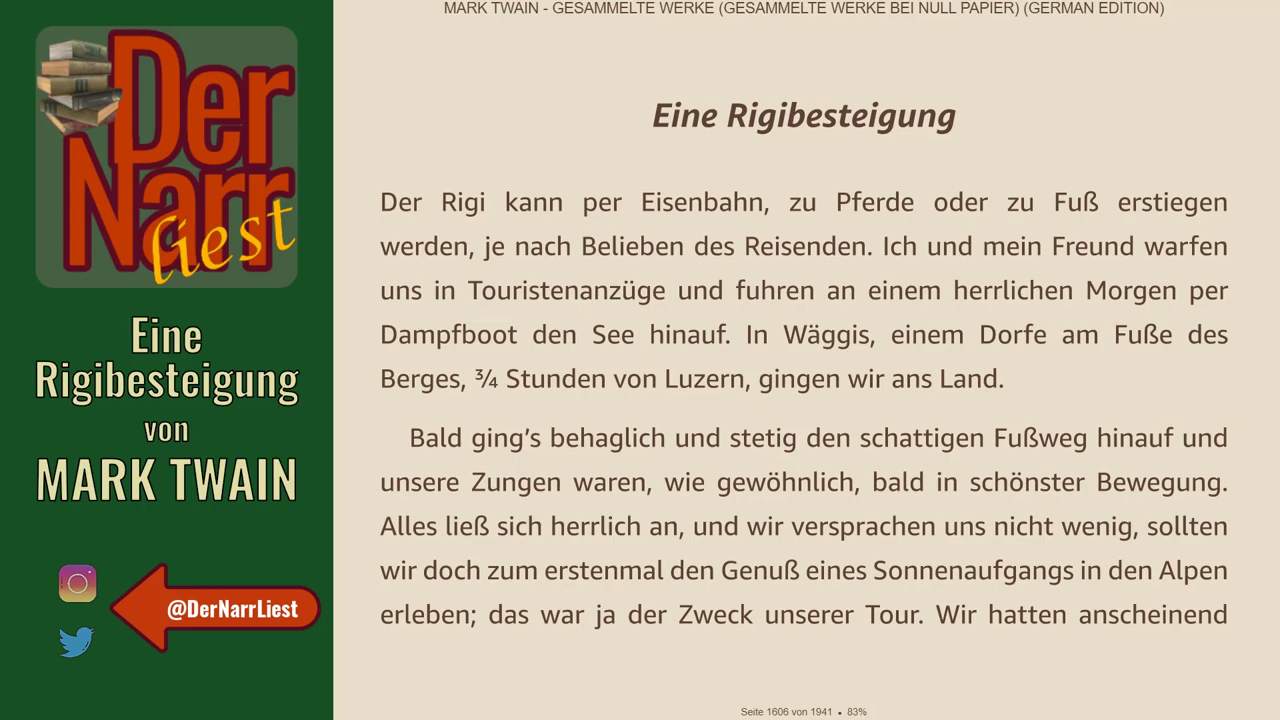 Der
Narr
liest
Eine
Rigibesteigung
von
MARK TWAIN
@DerNarrLiest
MARK TWAIN - GESAMMELTE WERKE (GESAMMELTE WERKE BEI NULL PAPIER) (GERMAN EDITION)
Eine Rigibesteigung
Der Rigi kann per Eisenbahn, zu Pferde oder zu Fuß erstiegen
werden, je nach Belieben des Reisenden. Ich und mein Freund warfen
uns in Touristenanzüge und fuhren an einem herrlichen Morgen per
Dampfboot den See hinauf. In Wäggis, einem Dorfe am Fuße des
Berges, ¾ Stunden von Luzern, gingen wir ans Land.
Bald ging’s behaglich und stetig den schattigen Fußweg hinauf und
unsere Zungen waren, wie gewöhnlich, bald in schönster Bewegung.
Alles ließ sich herrlich an, und wir versprachen uns nicht wenig, sollten
wir doch zum erstenmal den Genuß eines Sonnenaufgangs in den Alpen
erleben; das war ja der Zweck unserer Tour. Wir hatten anscheinend
Seite 1606 von 1941 • 83%